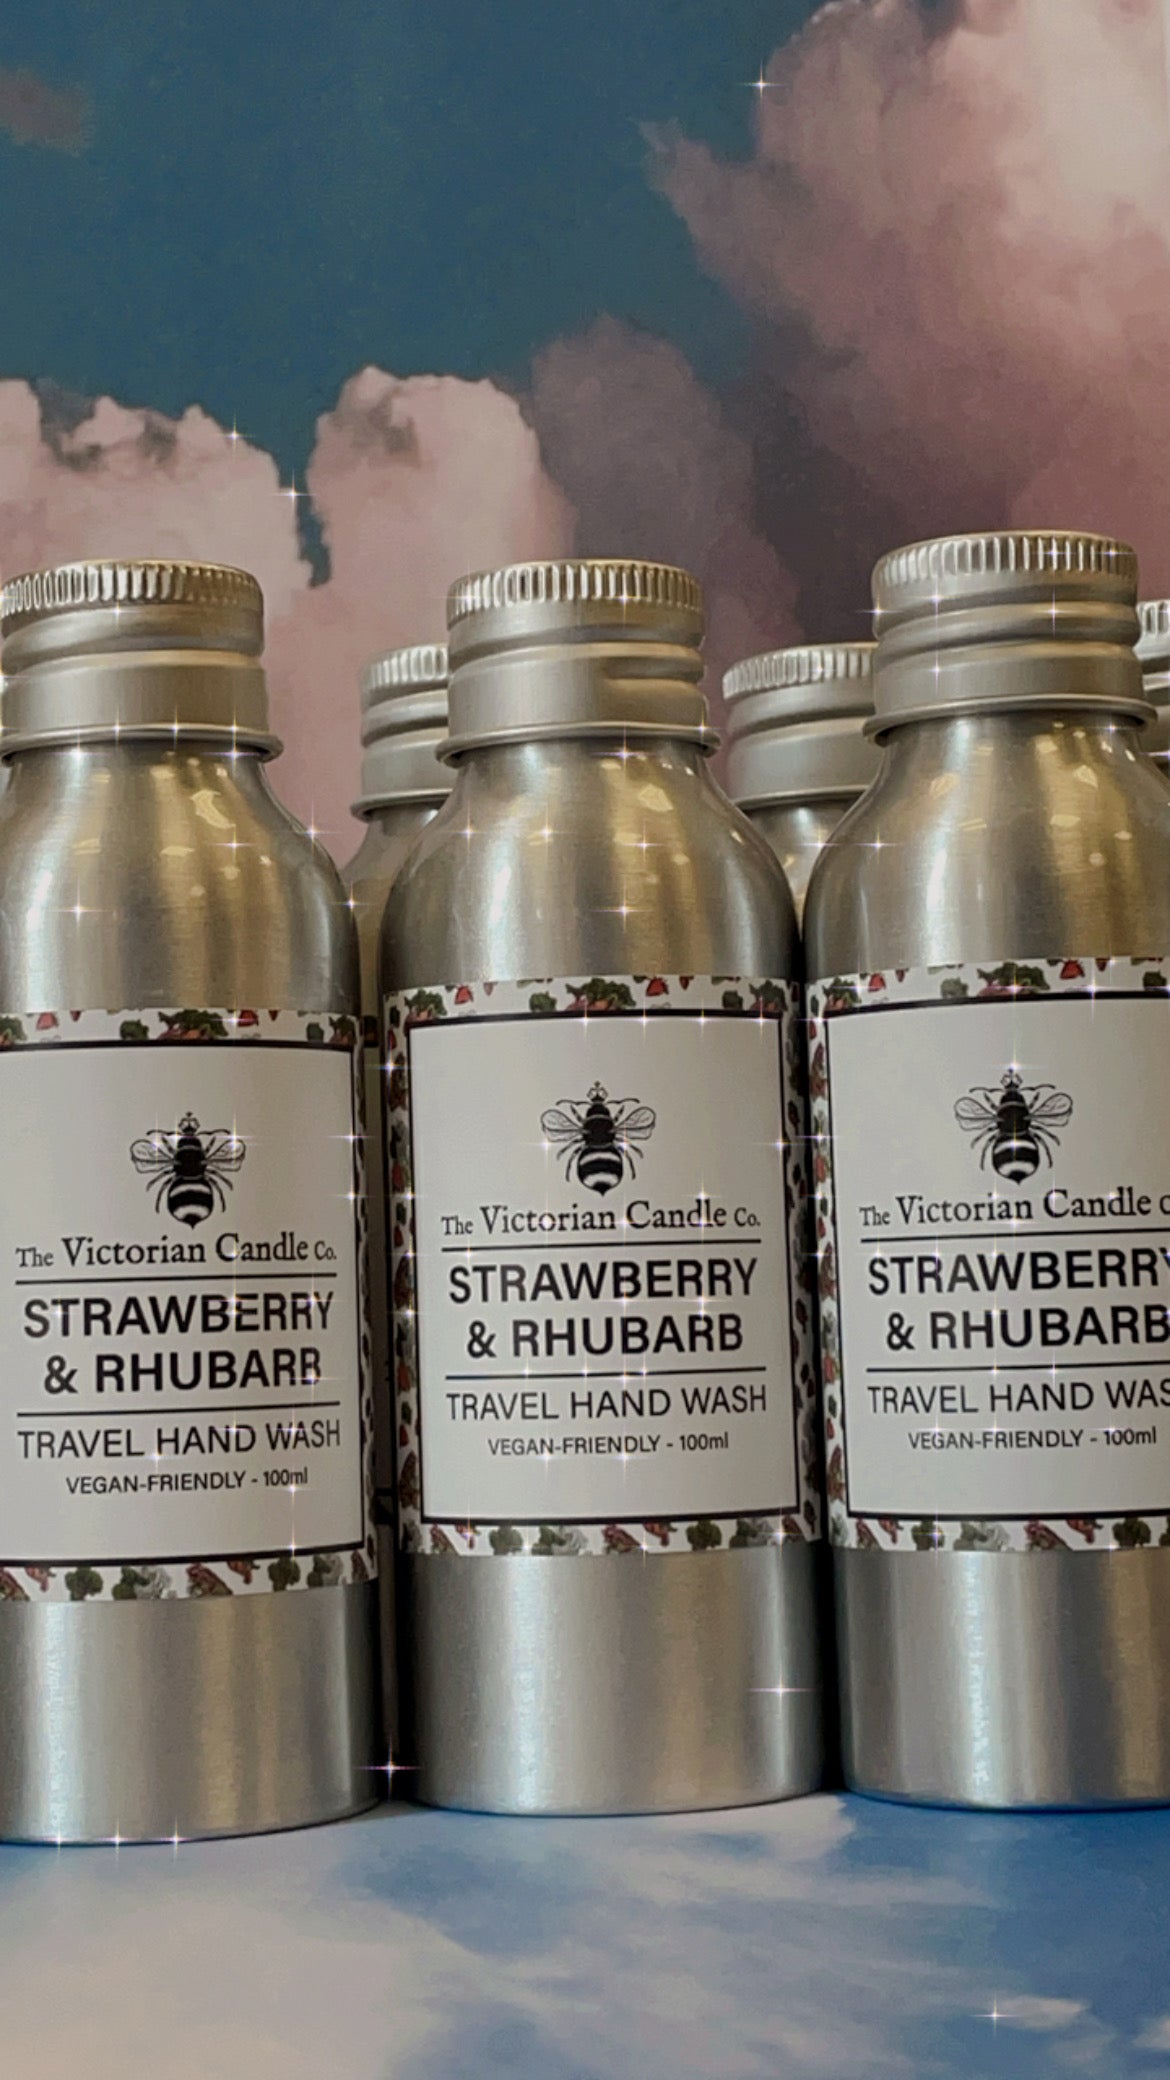 The Victorian Candle Co.
STRAWBERRY
& RHUBARB
TRAVEL HAND WASH
VEGAN-FRIENDLY - 100ml
The Victorian Candle Co.
STRAWBERRY
& RHUBARB
TRAVEL HAND WASH
VEGAN-FRIENDLY - 100ml
The Victorian Candle C
STRAWBERRY
& RHUBARB
TRAVEL HAND WAS
VEGAN-FRIENDLY - 100ml